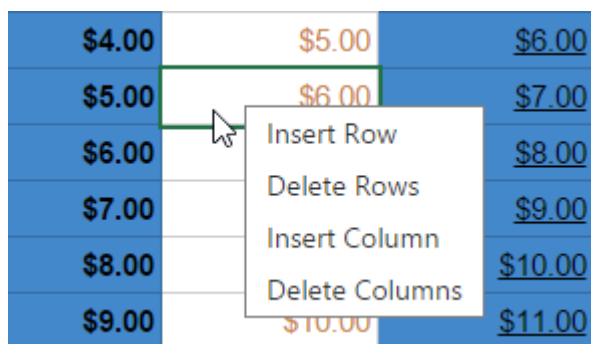 $4.00 $5.00 $6.00
$5.00 $6.00 $7.00
Insert Row
$6.00 $8.00
Delete Rows
$7.00 $9.00
Insert Column
$8.00 $10.00
Delete Columns
$9.00 $10.00 $11.00